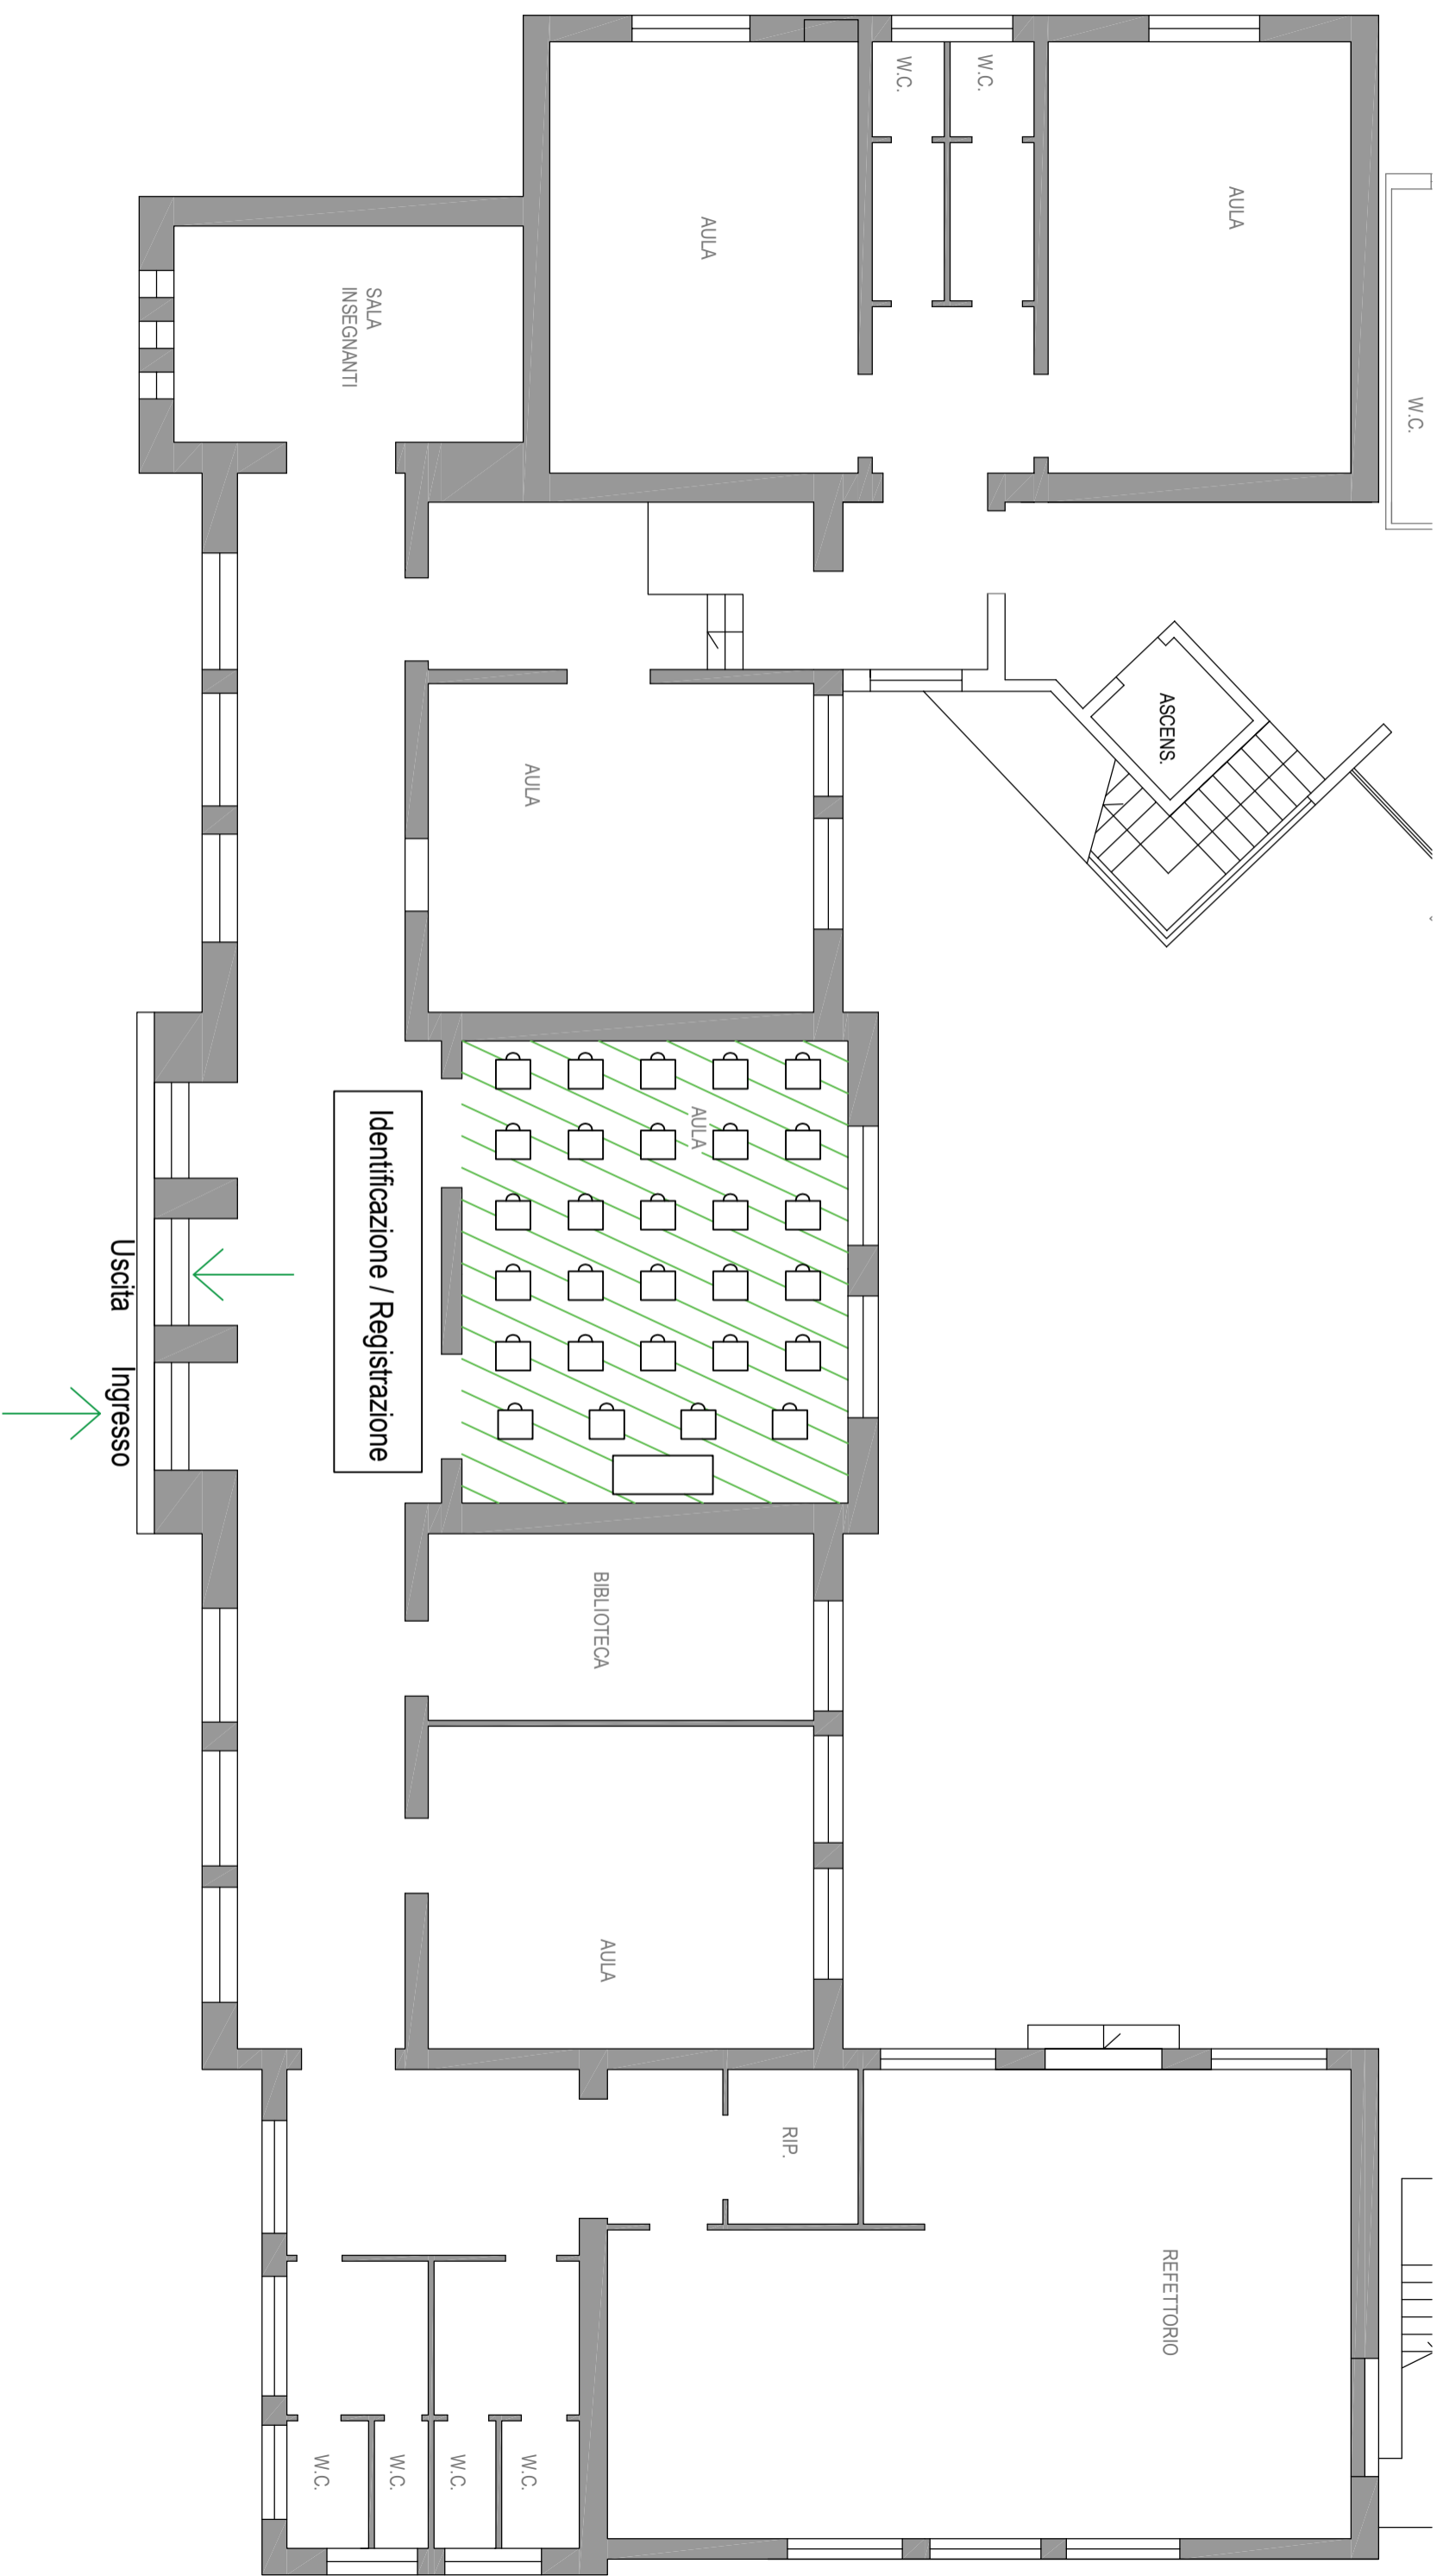 W.C.
AULA
W.C.
W.C.
AULA
SALA
INSEGNANTI
ASCENS.
AULA
AULA
Identificazione / Registrazione
Uscita
Ingresso
BIBLIOTECA
AULA
REFETTORIO
RIP.
W.C.
W.C.
W.C.
W.C.